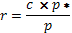 r = c × p * / p